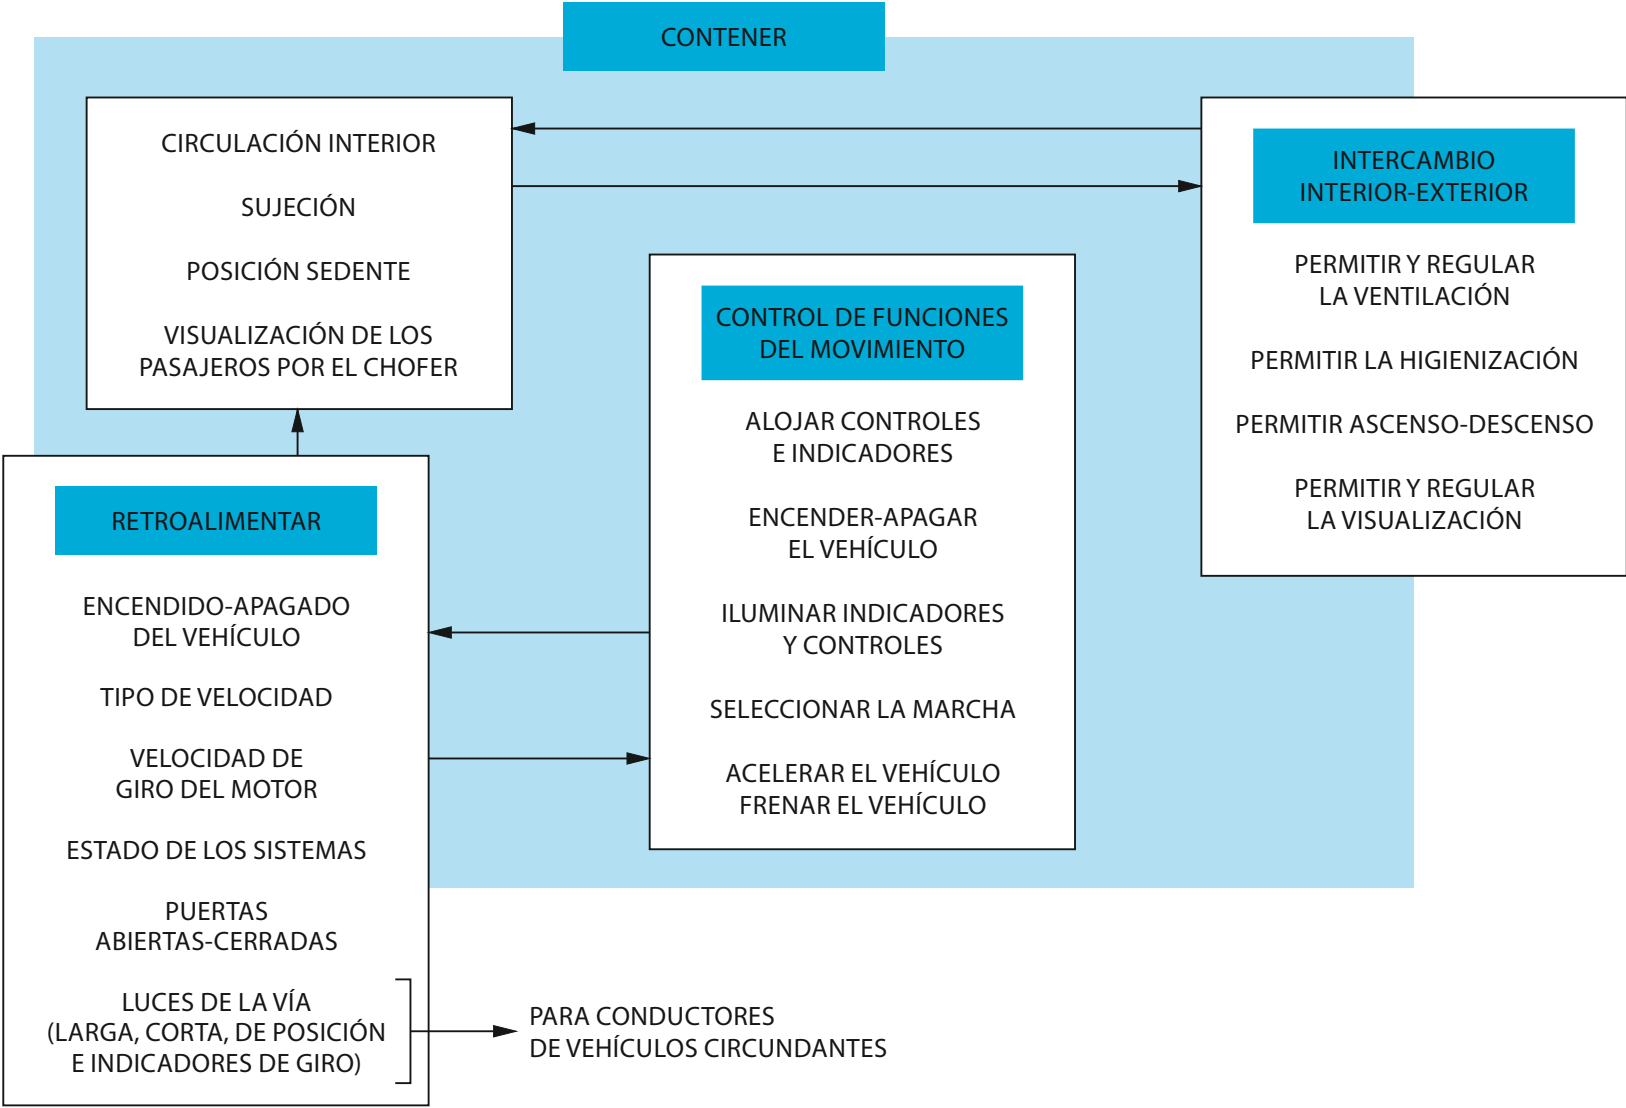 CONTENER
CIRCULACIÓN INTERIOR
SUJECIÓN
POSICIÓN SEDENTE
VISUALIZACIÓN DE LOS
PASAJEROS POR EL CHOFER
INTERCAMBIO
INTERIOR-EXTERIOR
PERMITIR Y REGULAR
LA VENTILACIÓN
PERMITIR LA HIGIENIZACIÓN
PERMITIR ASCENSO-DESCENSO
PERMITIR Y REGULAR
LA VISUALIZACIÓN
CONTROL DE FUNCIONES
DEL MOVIMIENTO
ALOJAR CONTROLES
E INDICADORES
ENCENDER-APAGAR
EL VEHÍCULO
ILUMINAR INDICADORES
Y CONTROLES
SELECCIONAR LA MARCHA
ACELERAR EL VEHÍCULO
FRENAR EL VEHÍCULO
RETROALIMENTAR
ENCENDIDO-APAGADO
DEL VEHÍCULO
TIPO DE VELOCIDAD
VELOCIDAD DE
GIRO DEL MOTOR
ESTADO DE LOS SISTEMAS
PUERTAS
ABIERTAS-CERRADAS
LUCES DE LA VÍA
(LARGA, CORTA, DE POSICIÓN
E INDICADORES DE GIRO)
PARA CONDUCTORES
DE VEHÍCULOS CIRCUNDANTES